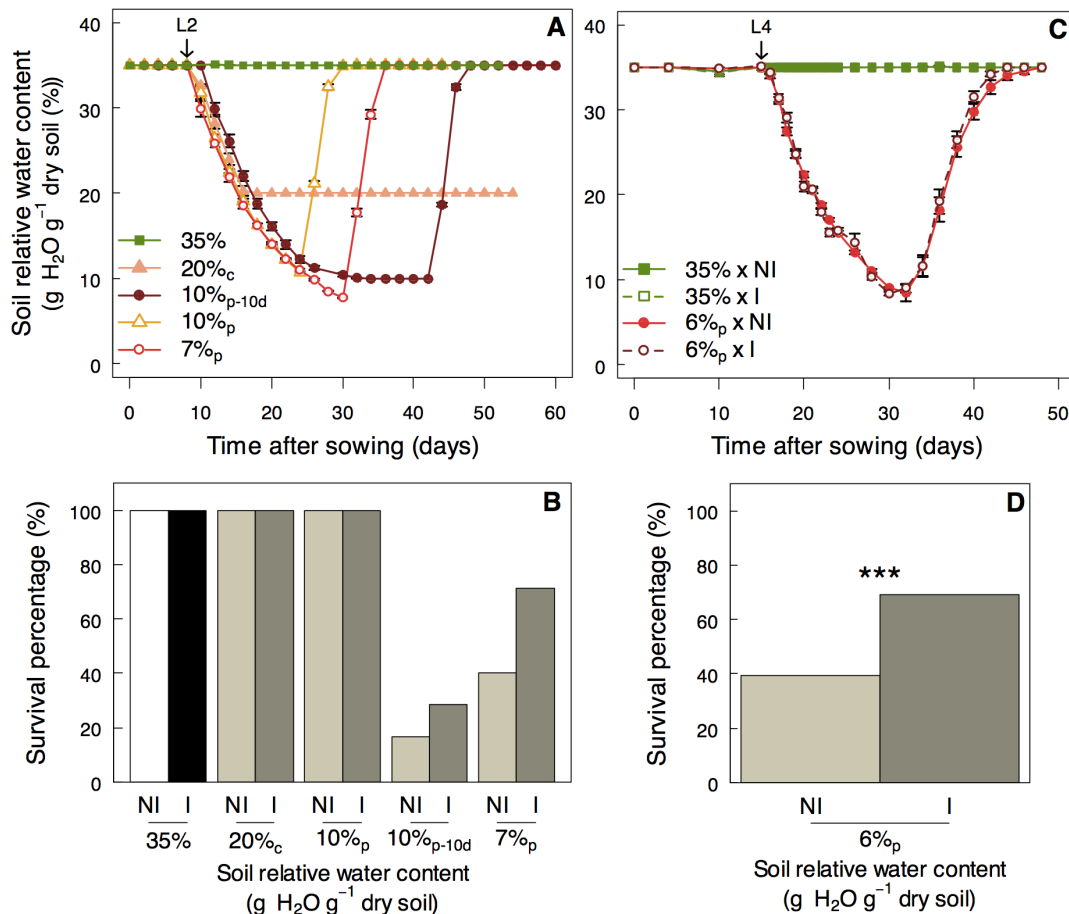 A
L2
Soil relative water content
(g H₂O g⁻¹ dry soil (%))
40
30
20
10
0
35%
20%c
10%p-10d
10%p
7%p
0 10 20 30 40 50 60
Time after sowing (days)
C
L4
40
30
20
10
0
35% x NI
35% x I
6%p x NI
6%p x I
0 10 20 30 40 50
Time after sowing (days)
B
Survival percentage (%)
100
80
60
40
20
0
NI I NI I NI I NI I NI I
35% 20%c 10%p 10%p-10d 7%p
Soil relative water content
(g H₂O g⁻¹ dry soil)
D
Survival percentage (%)
100
80
60
40
20
0
***
NI I
6%p
Soil relative water content
(g H₂O g⁻¹ dry soil)